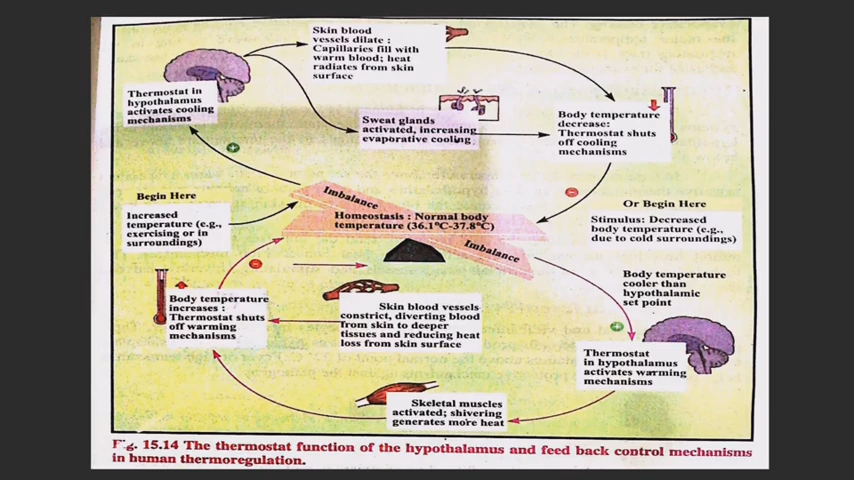 Skin blood
vessels dilate :
Capillaries fill with
warm blood; heat
radiates from skin
surface
Thermostat in
hypothalamus
activates cooling
mechanisms
Sweat glands
activated, increasing
evaporative cooling
Body temperature
decrease:
Thermostat shuts
off cooling
mechanisms
Begin Here
Increased
temperature (e.g.,
exercising or in
surroundings)
Imbalance
Homeostasis : Normal body
temperature (36.1°C-37.8°C)
Imbalance
Or Begin Here
Stimulus: Decreased
body temperature (e.g.,
due to cold surroundings)
Body temperature
cooler than
hypothalamic
set point
Body temperature
increases :
Thermostat shuts
off warming
mechanisms
Skin blood vessels
constrict, diverting blood
from skin to deeper
tissues and reducing heat
loss from skin surface
Thermostat
in hypothalamus
activates warming
mechanisms
Skeletal muscles
activated; shivering
generates more heat
Fig. 15.14 The thermostat function of the hypothalamus and feed back control mechanisms
in human thermoregulation.